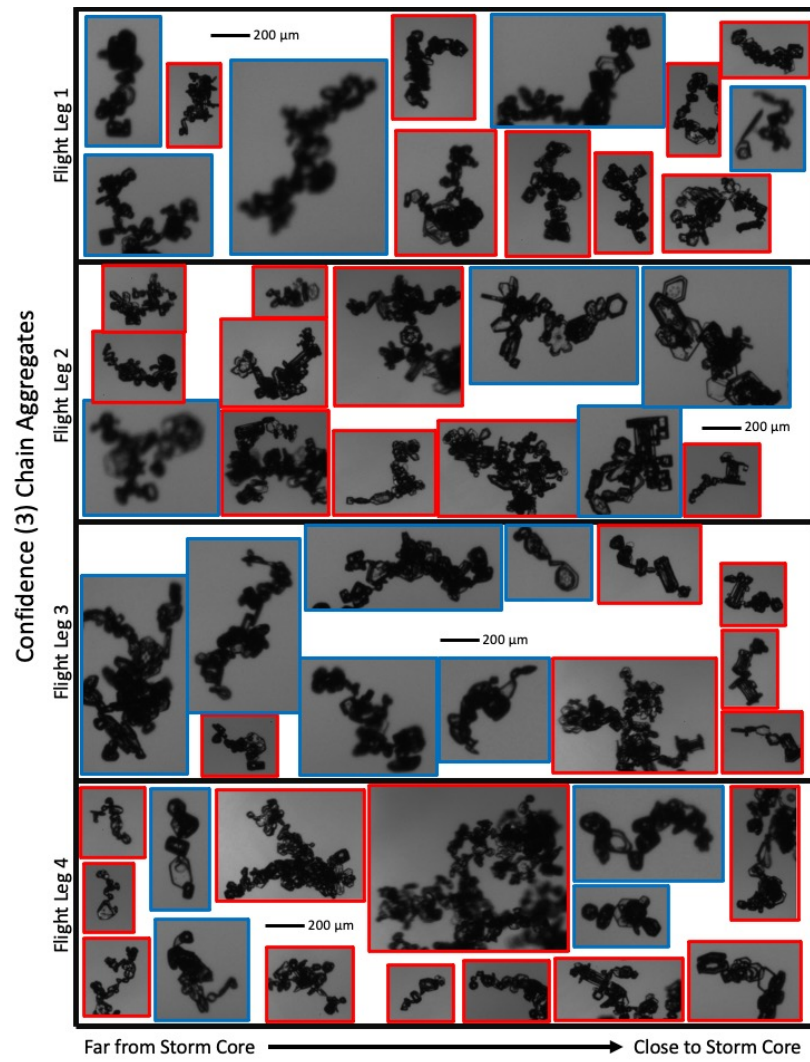 Confidence (3) Chain Aggregates
Flight Leg 1
200 µm
Flight Leg 2
200 µm
Flight Leg 3
200 µm
Flight Leg 4
200 µm
Far from Storm Core
Close to Storm Core